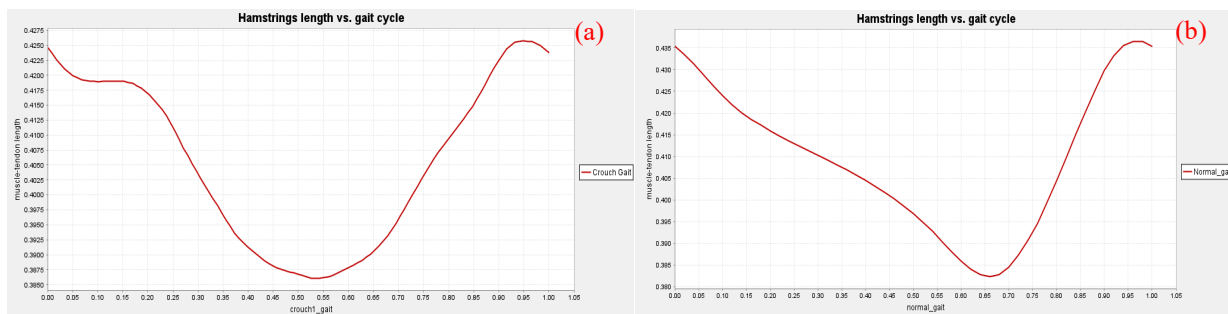 Hamstrings length vs. gait cycle
(a)
muscle-tendon length
0.4275
0.4250
0.4225
0.4200
0.4175
0.4150
0.4125
0.4100
0.4075
0.4050
0.4025
0.4000
0.3975
0.3950
0.3925
0.3900
0.3875
0.3850
0.00 0.05 0.10 0.15 0.20 0.25 0.30 0.35 0.40 0.45 0.50 0.55 0.60 0.65 0.70 0.75 0.80 0.85 0.90 0.95 1.00 1.05
crouch1_gait
Crouch Gait
Hamstrings length vs. gait cycle
(b)
muscle-tendon length
0.435
0.430
0.425
0.420
0.415
0.410
0.405
0.400
0.395
0.390
0.385
0.380
0.00 0.05 0.10 0.15 0.20 0.25 0.30 0.35 0.40 0.45 0.50 0.55 0.60 0.65 0.70 0.75 0.80 0.85 0.90 0.95 1.00 1.05
normal_gait
Normal_ga